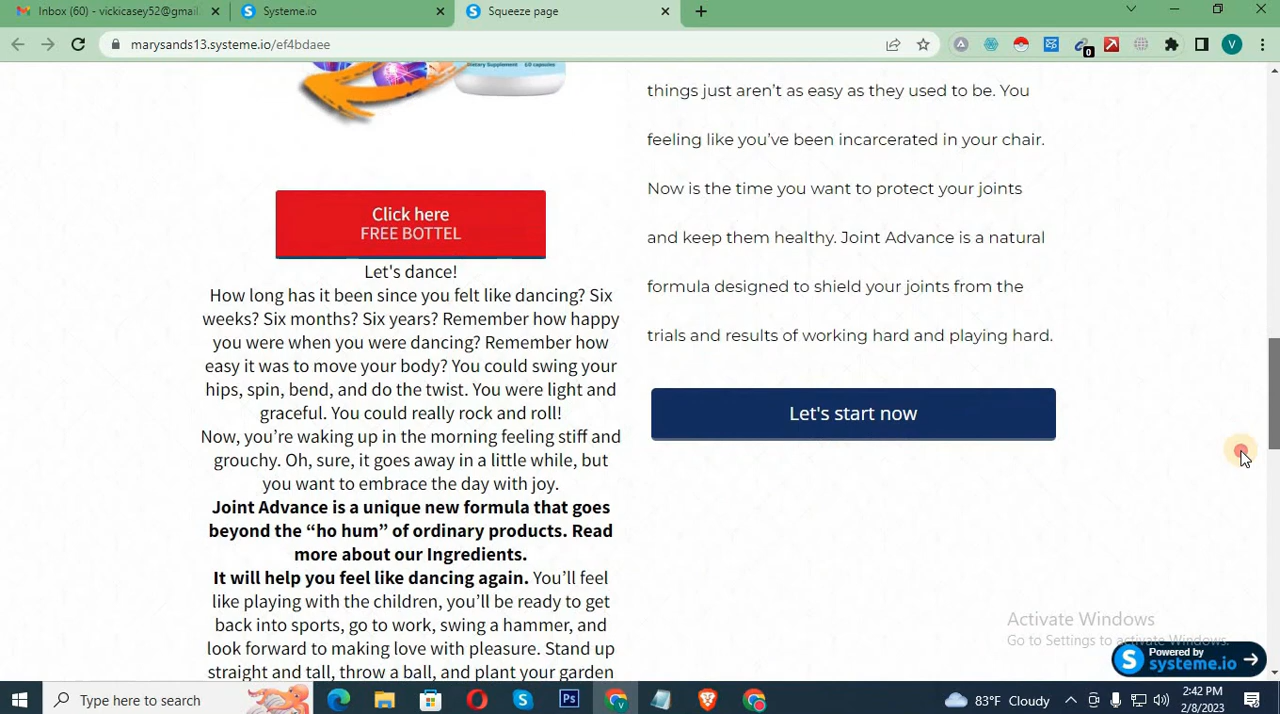 Inbox (60) - vickicasey52@gmail
Systeme.io
Squeeze page
marysands13.systeme.io/ef4bdaee
0
V
Dietary Supplement 60 capsules
Click here
FREE BOTTEL
Let's dance!
How long has it been since you felt like dancing? Six
weeks? Six months? Six years? Remember how happy
you were when you were dancing? Remember how
easy it was to move your body? You could swing your
hips, spin, bend, and do the twist. You were light and
graceful. You could really rock and roll!
Now, you’re waking up in the morning feeling stiff and
grouchy. Oh, sure, it goes away in a little while, but
you want to embrace the day with joy.
Joint Advance is a unique new formula that goes
beyond the “ho hum” of ordinary products. Read
more about our Ingredients.
It will help you feel like dancing again. You’ll feel
like playing with the children, you’ll be ready to get
back into sports, go to work, swing a hammer, and
look forward to making love with pleasure. Stand up
straight and tall, throw a ball, and plant your garden
things just aren’t as easy as they used to be. You
feeling like you’ve been incarcerated in your chair.
Now is the time you want to protect your joints
and keep them healthy. Joint Advance is a natural
formula designed to shield your joints from the
trials and results of working hard and playing hard.
Let's start now
Activate Windows
Go to Settings to activate Windows.
Powered by
systeme.io
Type here to search
83°F Cloudy
2:42 PM
2/8/2023